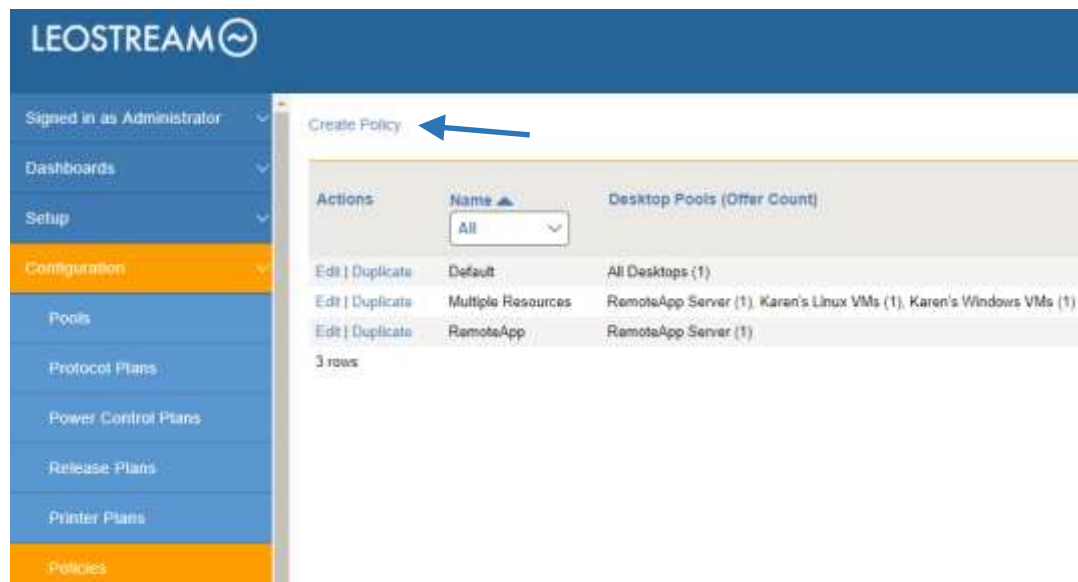 LEOSTREAM
Signed in as Administrator
Dashboards
Setup
Configuration
Pools
Protocol Plans
Power Control Plans
Release Plans
Printer Plans
Policies
Create Policy
Actions Name Desktop Pools (Offer Count)
All
Edit | Duplicate Default All Desktops (1)
Edit | Duplicate Multiple Resources RemoteApp Server (1), Karen's Linux VMs (1), Karen's Windows VMs (1)
Edit | Duplicate RemoteApp RemoteApp Server (1)
3 rows